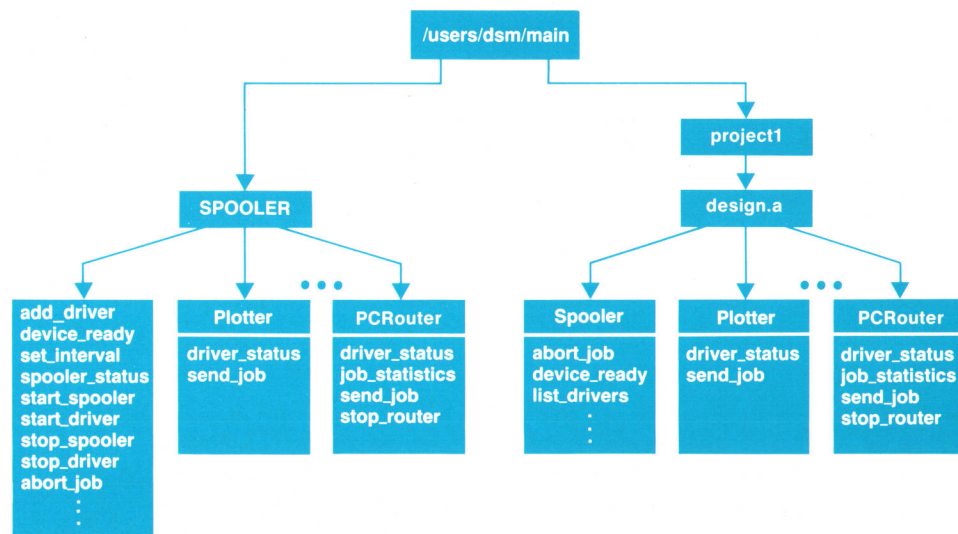 /users/dsm/main
project1
SPOOLER
design.a
add_driver
device_ready
set_interval
spooler_status
start_spooler
start_driver
stop_spooler
stop_driver
abort_job
Plotter
driver_status
send_job
PCRouter
driver_status
job_statistics
send_job
stop_router
Spooler
abort_job
device_ready
list_drivers
Plotter
driver_status
send_job
PCRouter
driver_status
job_statistics
send_job
stop_router